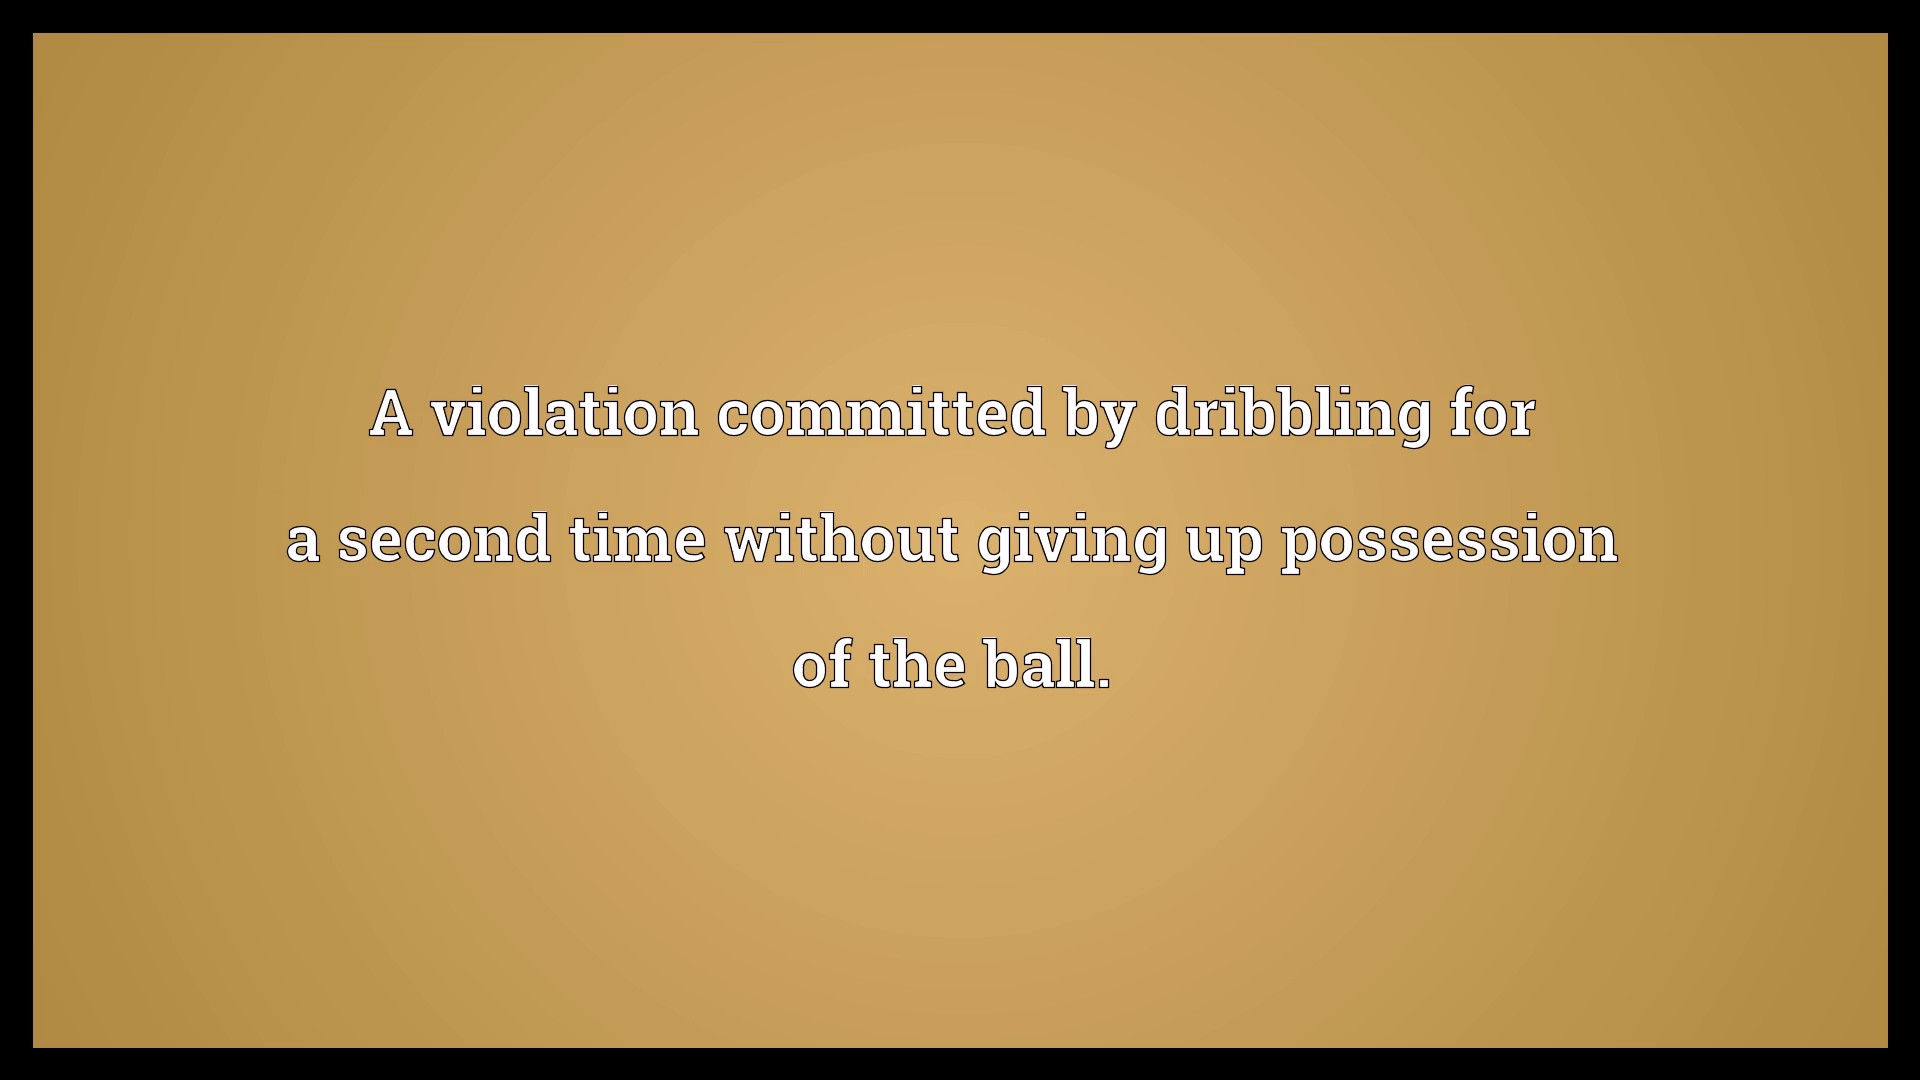 A violation committed by dribbling for
a second time without giving up possession
of the ball.